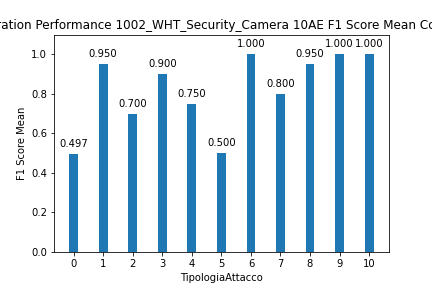 ration Performance 1002_WHT_Security_Camera 10AE F1 Score Mean Co
1.000 1.000 1.000
0.950 0.950
0.900
0.800
0.750
0.700
0.497 0.500
1.0
0.8
0.6
0.4
0.2
0.0
F1 Score Mean
0 1 2 3 4 5 6 7 8 9 10
TipologiaAttacco